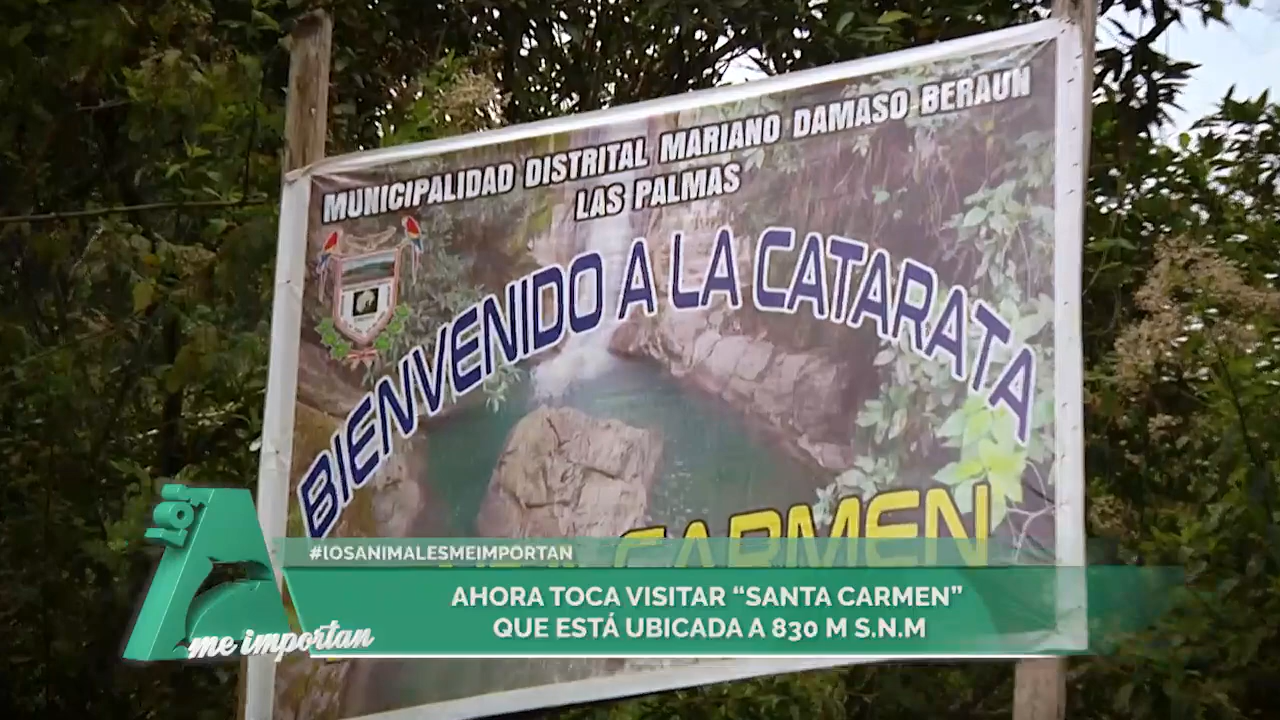 MUNICIPALIDAD DISTRITAL MARIANO DAMASO BERAUN
LAS PALMAS
BIENVENIDO A LA CATARATA
CARMEN
los A
me importan
#lOSANIMALESMEIMPORTAN
AHORA TOCA VISITAR “SANTA CARMEN”
QUE ESTÁ UBICADA A 830 M S.N.M